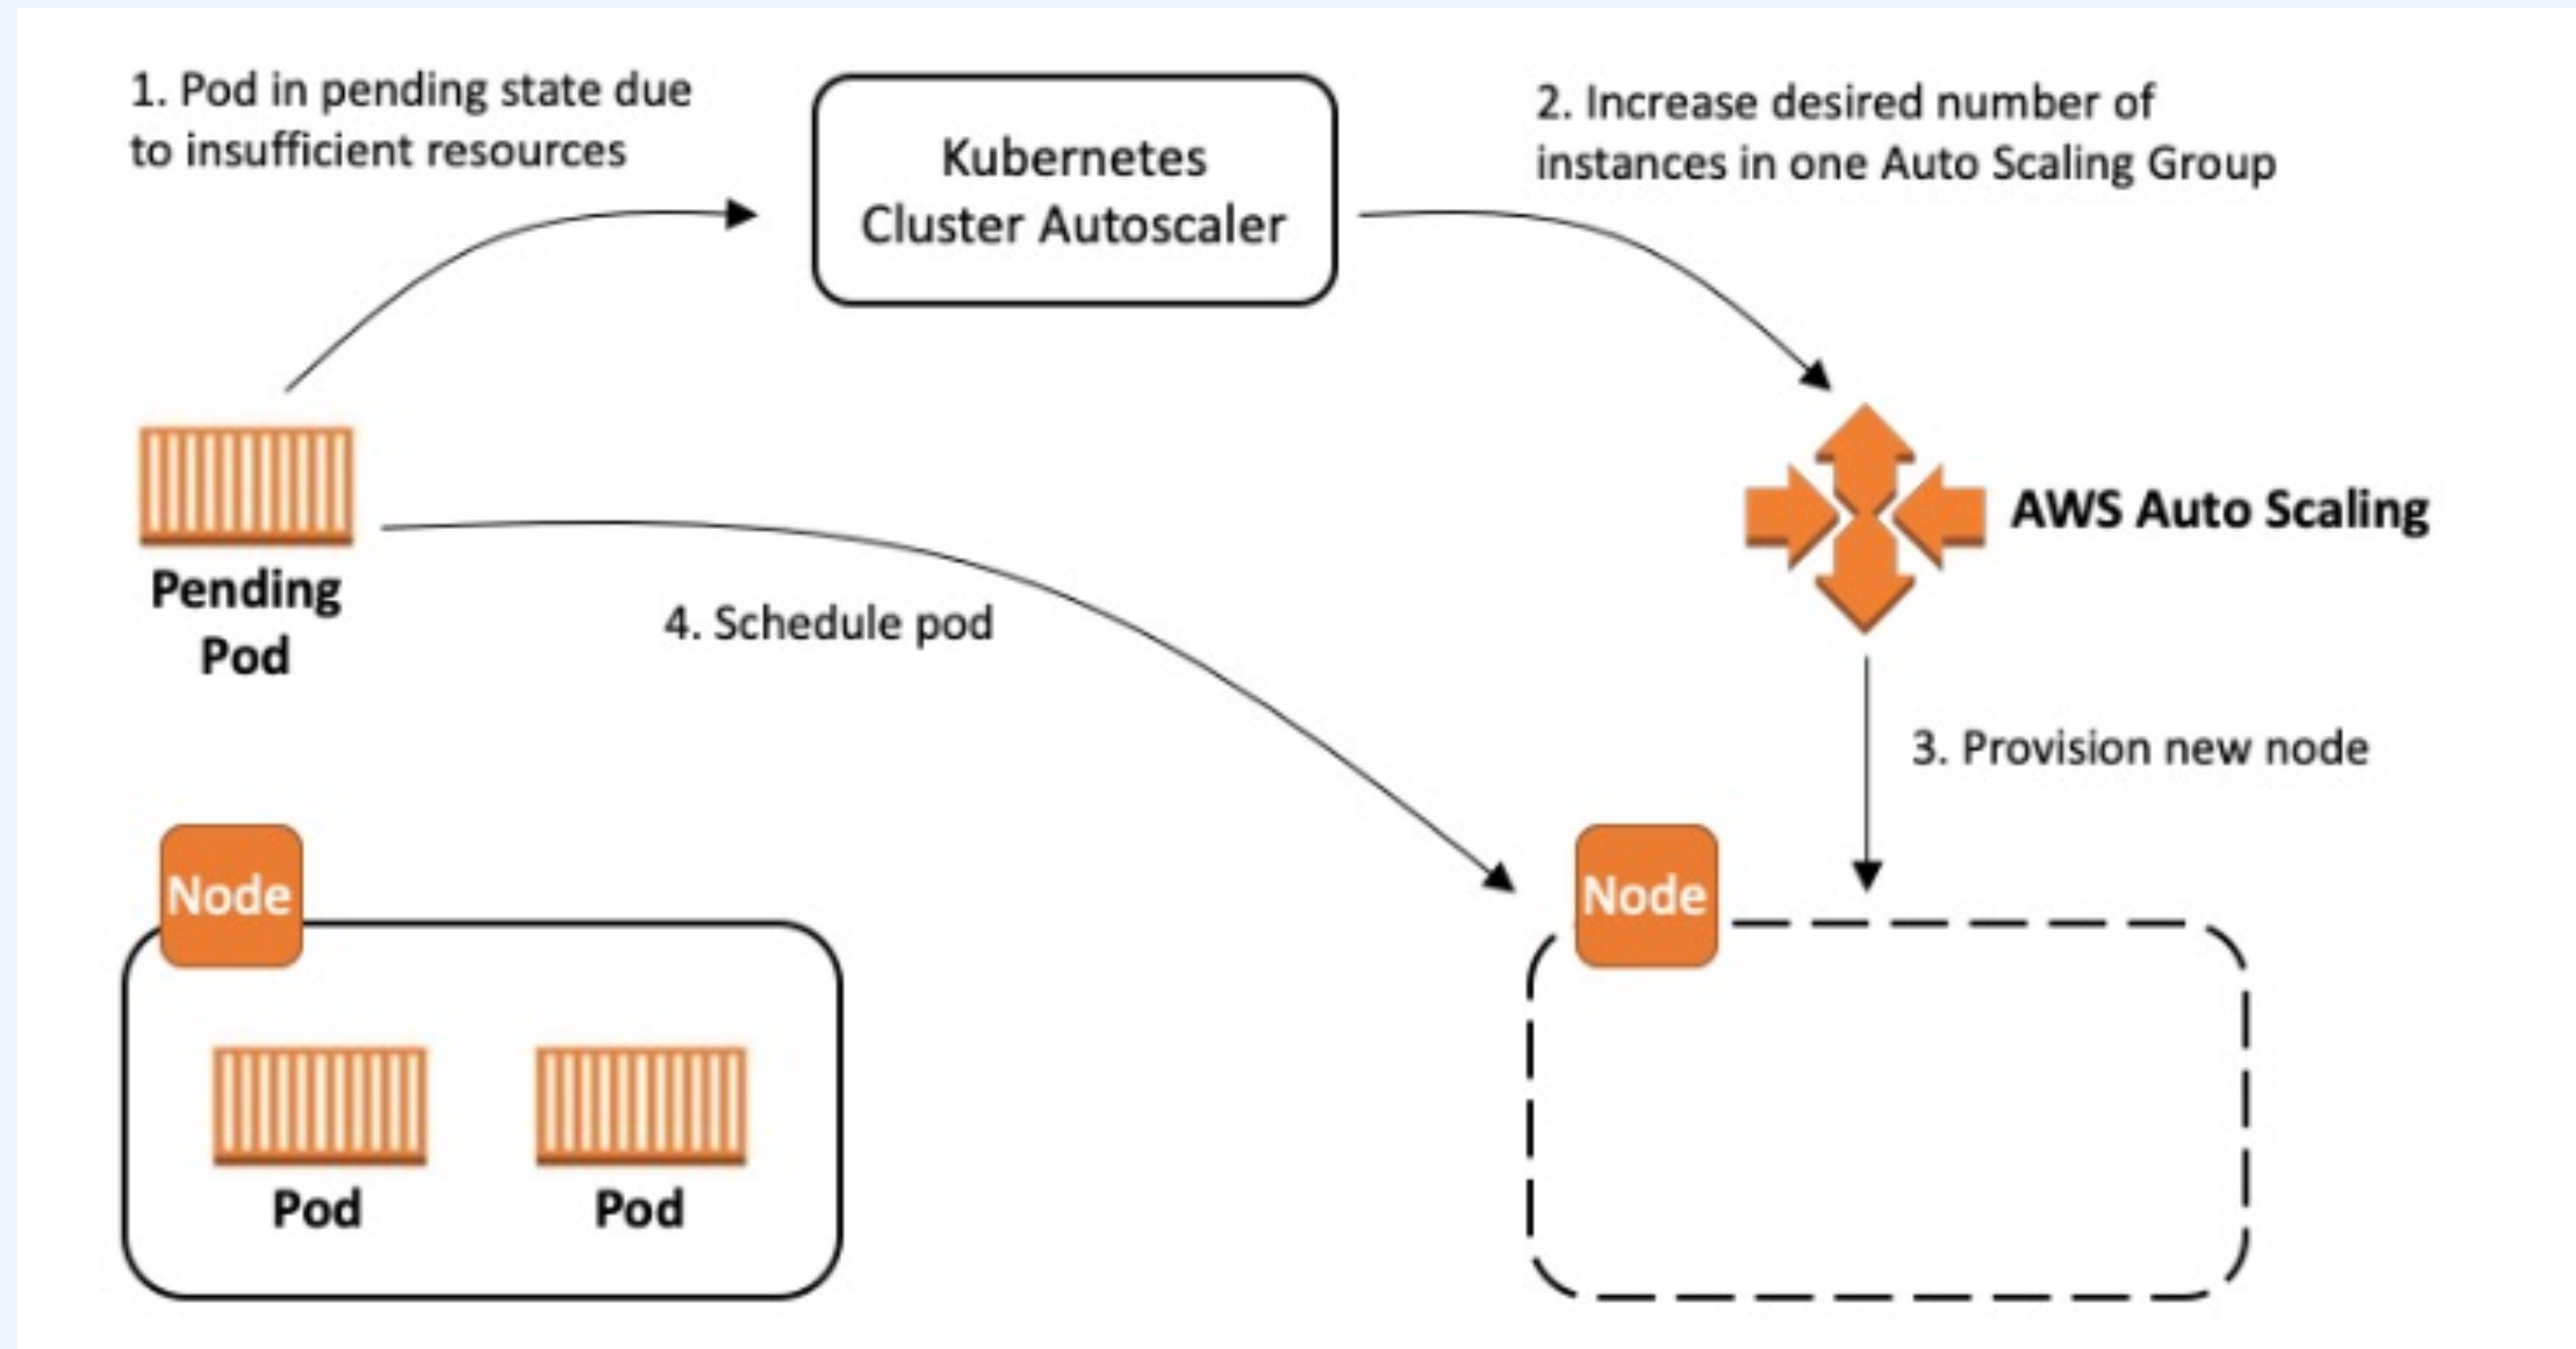 1. Pod in pending state due
to insufficient resources
Kubernetes
Cluster Autoscaler
2. Increase desired number of
instances in one Auto Scaling Group
AWS Auto Scaling
Pending
Pod
4. Schedule pod
3. Provision new node
Node
Node
Pod
Pod